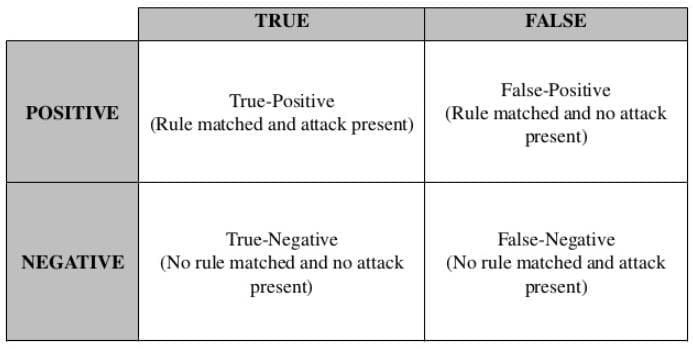 TRUE
FALSE
POSITIVE
True-Positive
(Rule matched and attack present)
False-Positive
(Rule matched and no attack
present)
NEGATIVE
True-Negative
(No rule matched and no attack
present)
False-Negative
(No rule matched and attack
present)